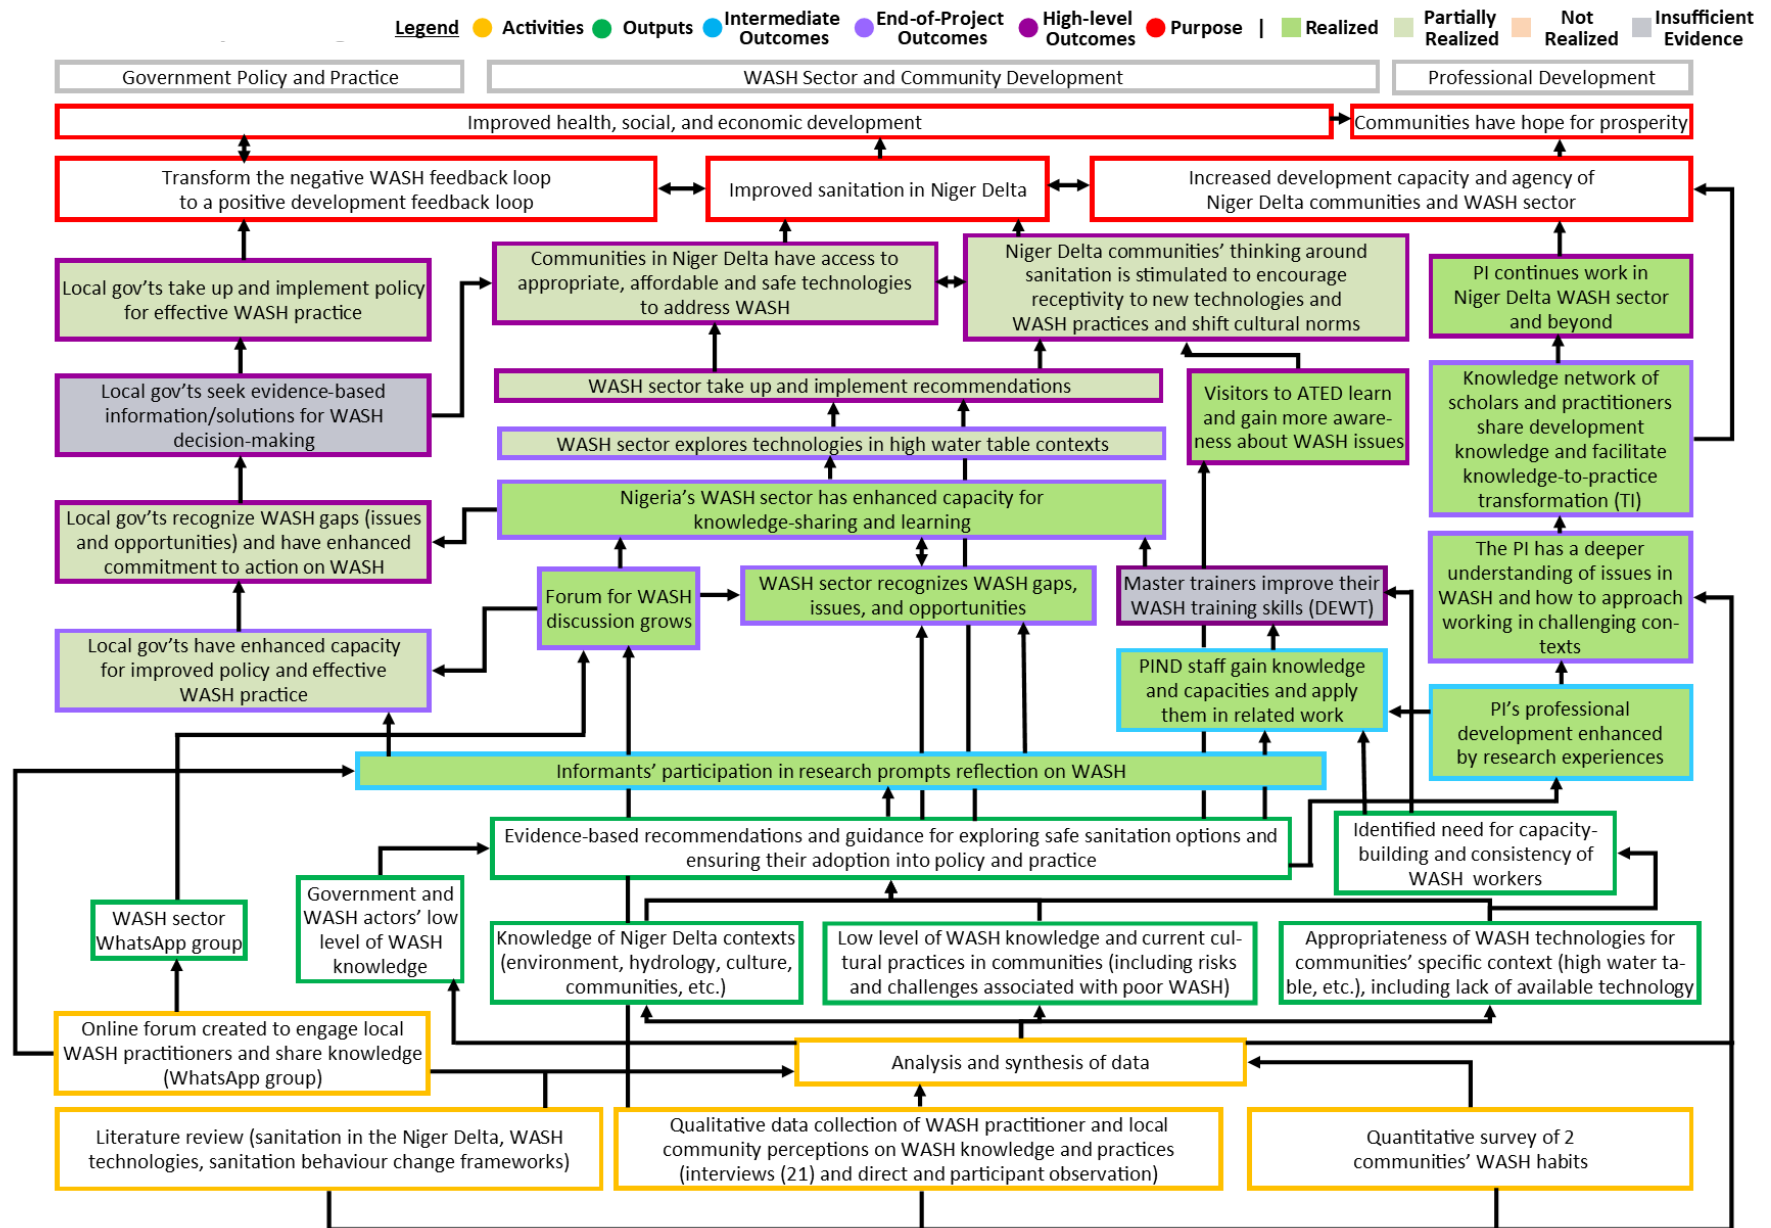 Legend
Activities
Outputs
Intermediate
Outcomes
End-of-Project
Outcomes
High-level
Outcomes
Purpose
|
Realized
Partially
Realized
Not
Realized
Insufficient
Evidence
Government Policy and Practice
WASH Sector and Community Development
Professional Development
Improved health, social, and economic development
Communities have hope for prosperity
Transform the negative WASH feedback loop
to a positive development feedback loop
Improved sanitation in Niger Delta
Increased development capacity and agency of
Niger Delta communities and WASH sector
Local gov'ts take up and implement policy
for effective WASH practice
Communities in Niger Delta have access to
appropriate, affordable and safe technologies
to address WASH
Niger Delta communities' thinking around
sanitation is stimulated to encourage
receptivity to new technologies and
WASH practices and shift cultural norms
PI continues work in
Niger Delta WASH sector
and beyond
Local gov'ts seek evidence-based
information/solutions for WASH
decision-making
WASH sector take up and implement recommendations
Visitors to ATED learn
and gain more aware-
ness about WASH issues
Knowledge network of
scholars and practitioners
share development
knowledge and facilitate
knowledge-to-practice
transformation (TI)
WASH sector explores technologies in high water table contexts
Nigeria's WASH sector has enhanced capacity for
knowledge-sharing and learning
Local gov'ts recognize WASH gaps (issues
and opportunities) and have enhanced
commitment to action on WASH
Forum for WASH
discussion grows
WASH sector recognizes WASH gaps,
issues, and opportunities
Master trainers improve their
WASH training skills (DEWT)
The PI has a deeper
understanding of issues in
WASH and how to approach
working in challenging con-
texts
Local gov'ts have enhanced capacity
for improved policy and effective
WASH practice
PIND staff gain knowledge
and capacities and apply
them in related work
PI's professional
development enhanced
by research experiences
Informants' participation in research prompts reflection on WASH
Evidence-based recommendations and guidance for exploring safe sanitation options and
ensuring their adoption into policy and practice
Identified need for capacity-
building and consistency of
WASH workers
WASH sector
WhatsApp group
Government and
WASH actors' low
level of WASH
knowledge
Knowledge of Niger Delta contexts
(environment, hydrology, culture,
communities, etc.)
Low level of WASH knowledge and current cul-
tural practices in communities (including risks
and challenges associated with poor WASH)
Appropriateness of WASH technologies for
communities' specific context (high water ta-
ble, etc.), including lack of available technology
Online forum created to engage local
WASH practitioners and share knowledge
(WhatsApp group)
Analysis and synthesis of data
Literature review (sanitation in the Niger Delta, WASH
technologies, sanitation behaviour change frameworks)
Qualitative data collection of WASH practitioner and local
community perceptions on WASH knowledge and practices
(interviews (21) and direct and participant observation)
Quantitative survey of 2
communities' WASH habits